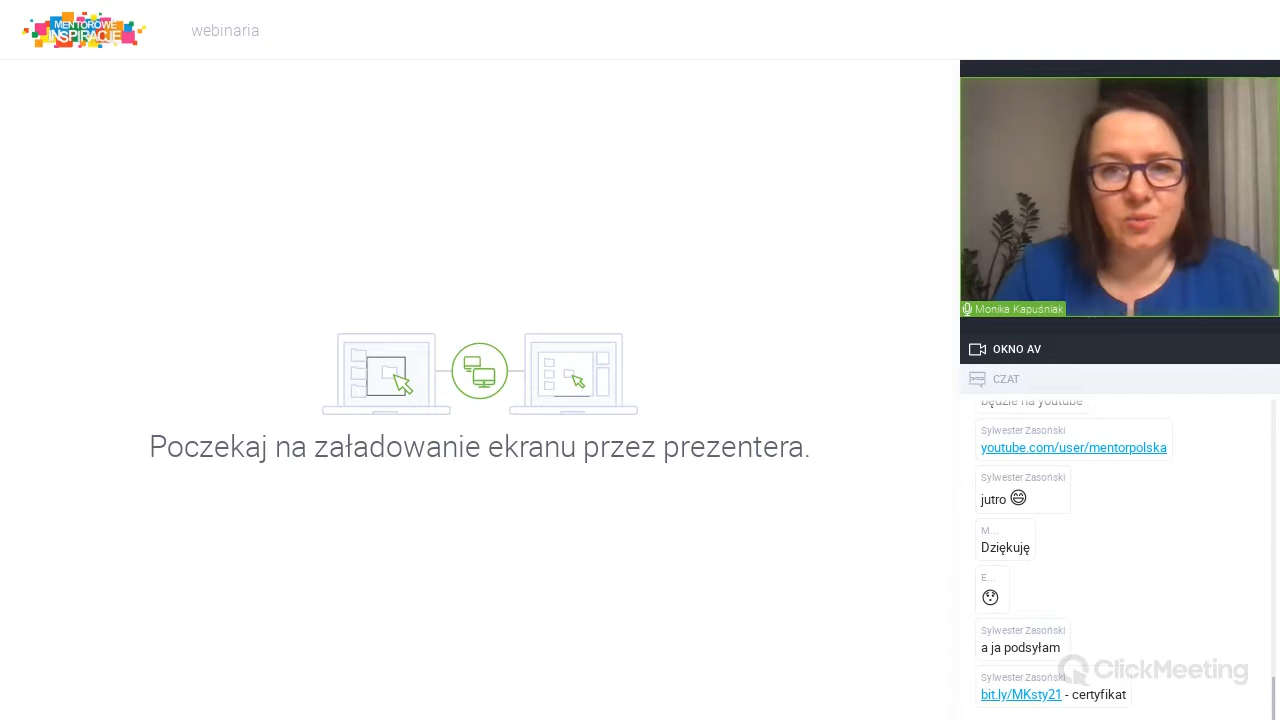 MENTOROWE
INSPIRACJE
webinaria
Monika Kapuśniak
OKNO AV
CZAT
Poczekaj na załadowanie ekranu przez prezentera.
będzie na youtube
Sylwester Zasoński
youtube.com/user/mentorpolska
Sylwester Zasoński
jutro 😄
M...
Dziękuję
E...
😯
Sylwester Zasoński
a ja podsyłam
Sylwester Zasoński
bit.ly/MKsty21 - certyfikat
ClickMeeting